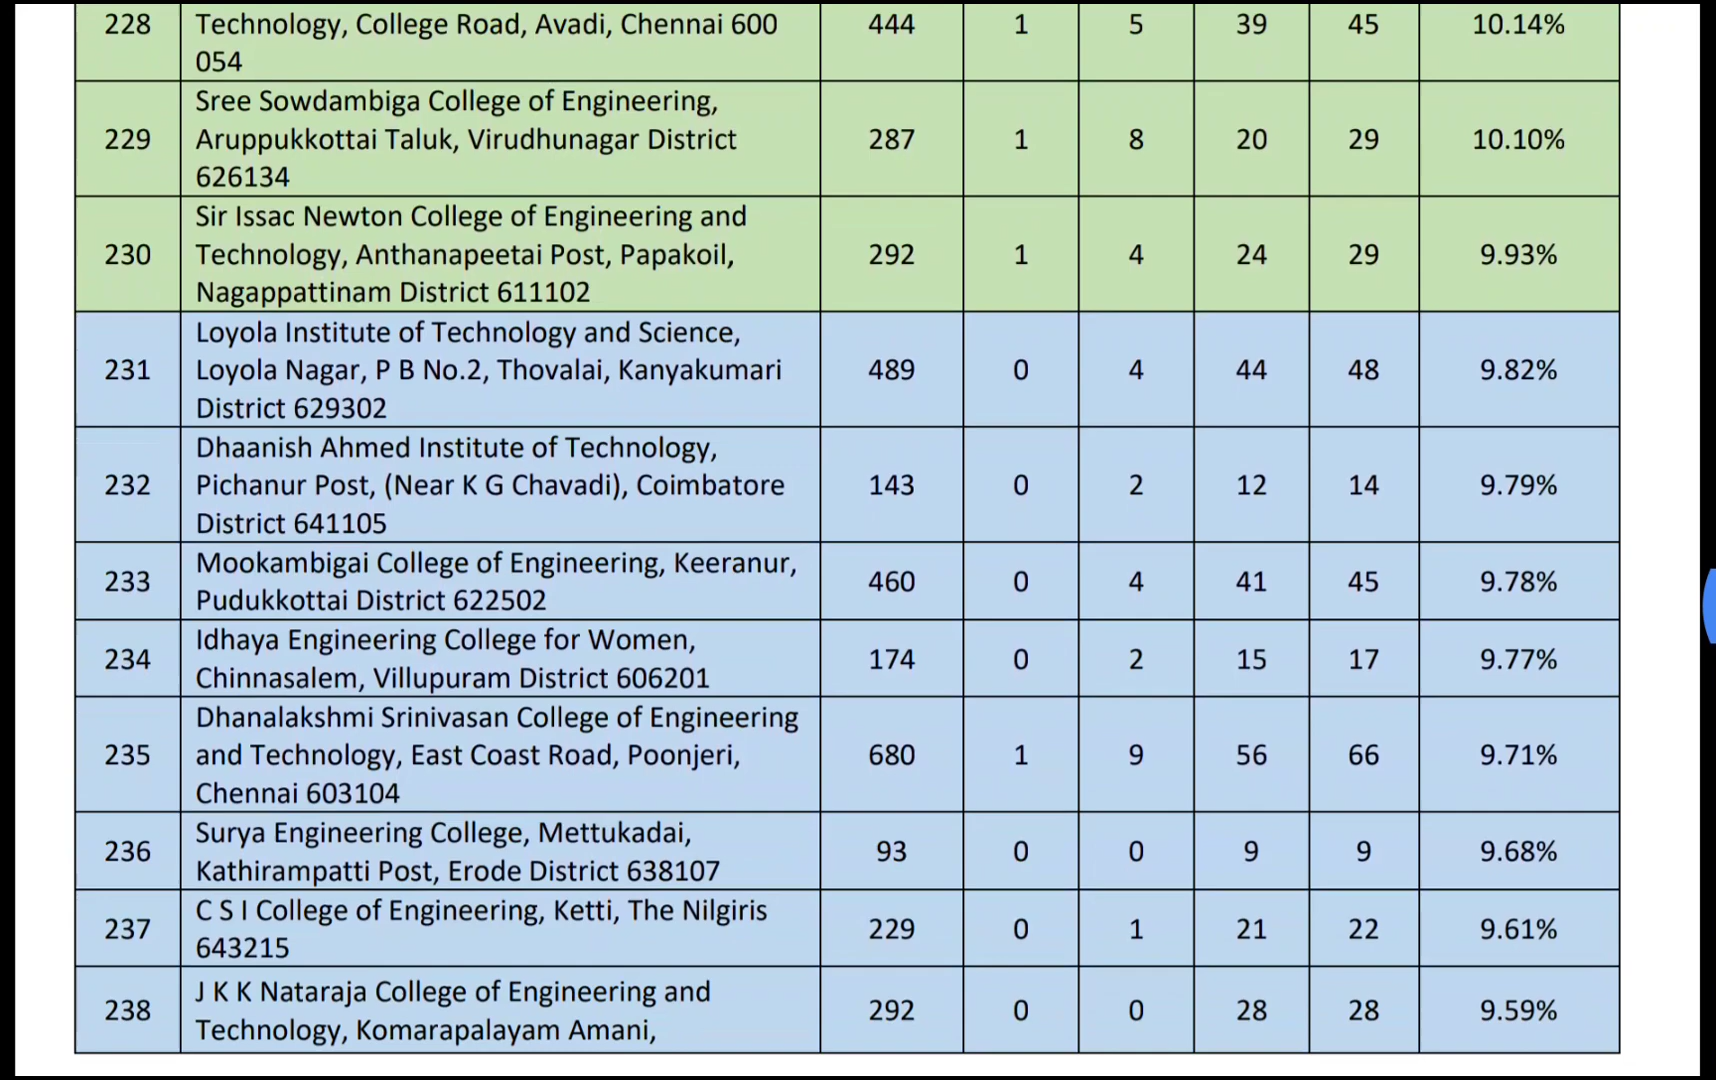 228 Technology, College Road, Avadi, Chennai 600 444 1 5 39 45 10.14%
054
Sree Sowdambiga College of Engineering,
229 Aruppukkottai Taluk, Virudhunagar District 287 1 8 20 29 10.10%
626134
Sir Issac Newton College of Engineering and
230 Technology, Anthanapeetai Post, Papakoil, 292 1 4 24 29 9.93%
Nagappattinam District 611102
Loyola Institute of Technology and Science,
231 Loyola Nagar, P B No.2, Thovalai, Kanyakumari 489 0 4 44 48 9.82%
District 629302
Dhaanish Ahmed Institute of Technology,
232 Pichanur Post, (Near K G Chavadi), Coimbatore 143 0 2 12 14 9.79%
District 641105
Mookambigai College of Engineering, Keeranur,
233 460 0 4 41 45 9.78%
Pudukkottai District 622502
Idhaya Engineering College for Women,
234 174 0 2 15 17 9.77%
Chinnasalem, Villupuram District 606201
Dhanalakshmi Srinivasan College of Engineering
235 and Technology, East Coast Road, Poonjeri, 680 1 9 56 66 9.71%
Chennai 603104
Surya Engineering College, Mettukadai,
236 93 0 0 9 9 9.68%
Kathirampatti Post, Erode District 638107
C S I College of Engineering, Ketti, The Nilgiris
237 229 0 1 21 22 9.61%
643215
J K K Nataraja College of Engineering and
238 292 0 0 28 28 9.59%
Technology, Komarapalayam Amani,